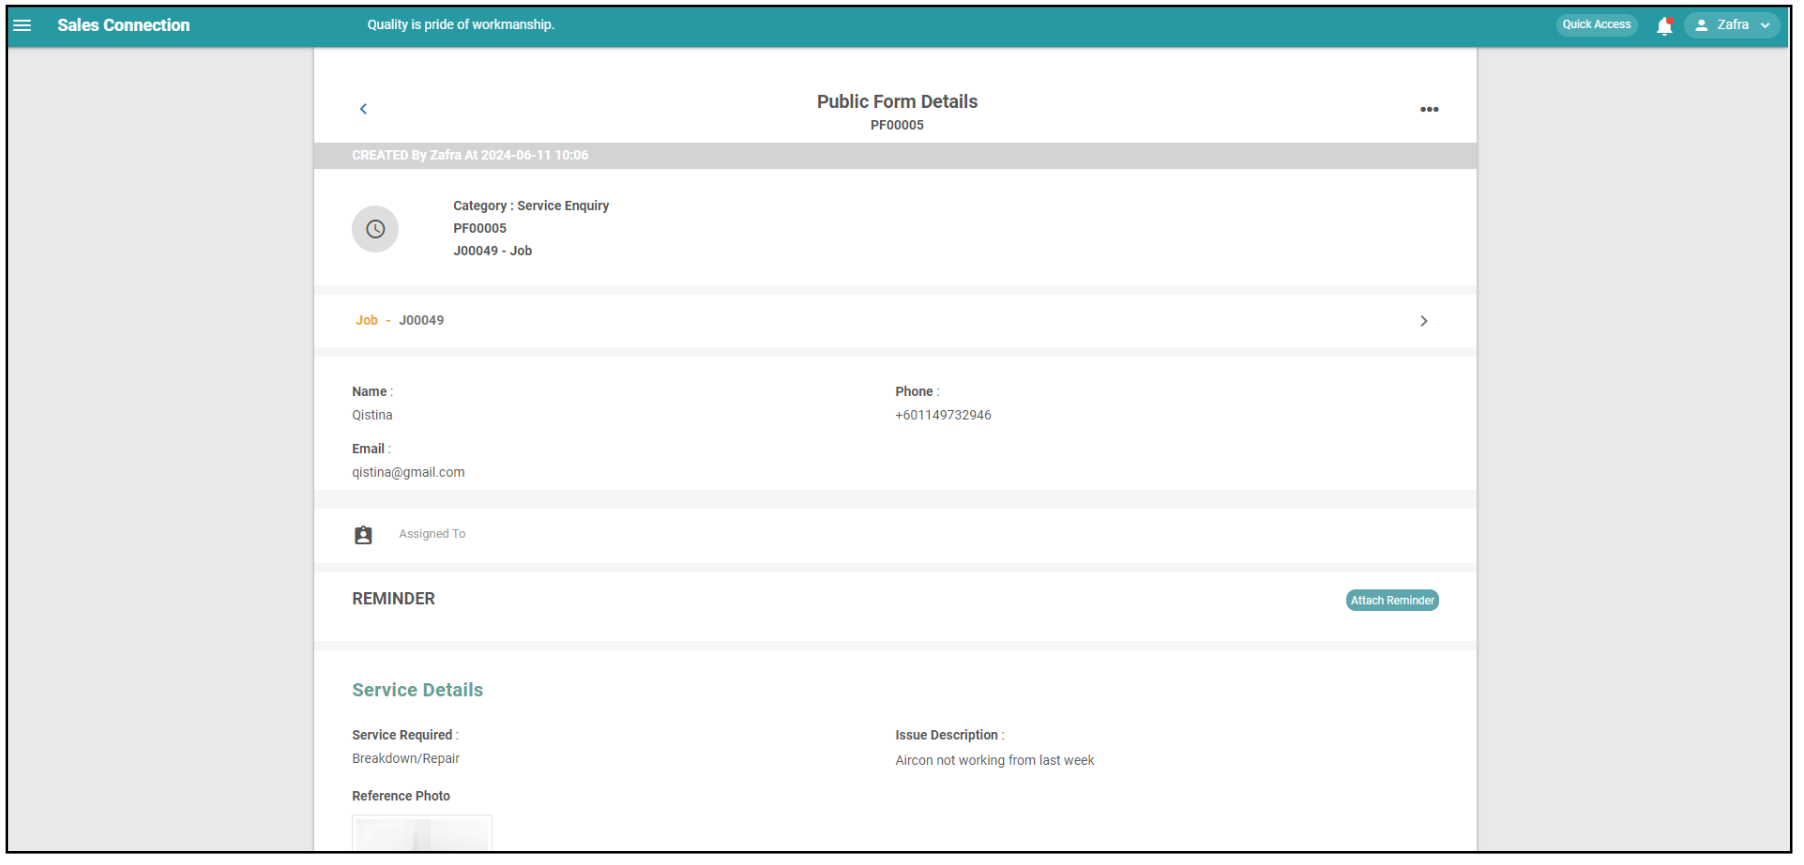 Sales Connection
Quality is pride of workmanship.
Quick Access
Zafra
Public Form Details
PF00005
CREATED By Zafra At 2024-06-11 10:06
Category : Service Enquiry
PF00005
J00049 - Job
Job - J00049
Name :
Qistina
Phone :
+601149732946
Email :
qistina@gmail.com
Assigned To
REMINDER
Attach Reminder
Service Details
Service Required :
Breakdown/Repair
Issue Description :
Aircon not working from last week
Reference Photo